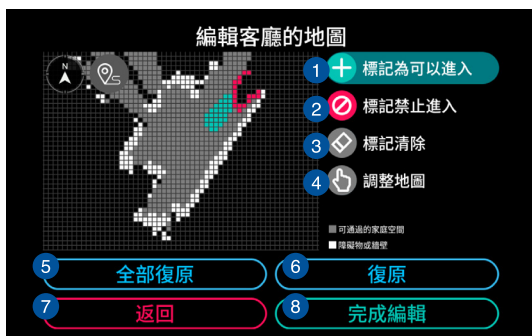 編輯客廳的地圖
N
1 標記為可以進入
2 標記禁止進入
3 標記清除
4 調整地圖
可通過的家庭空間
障礙物或牆壁
5 全部復原
6 復原
7 返回
8 完成編輯